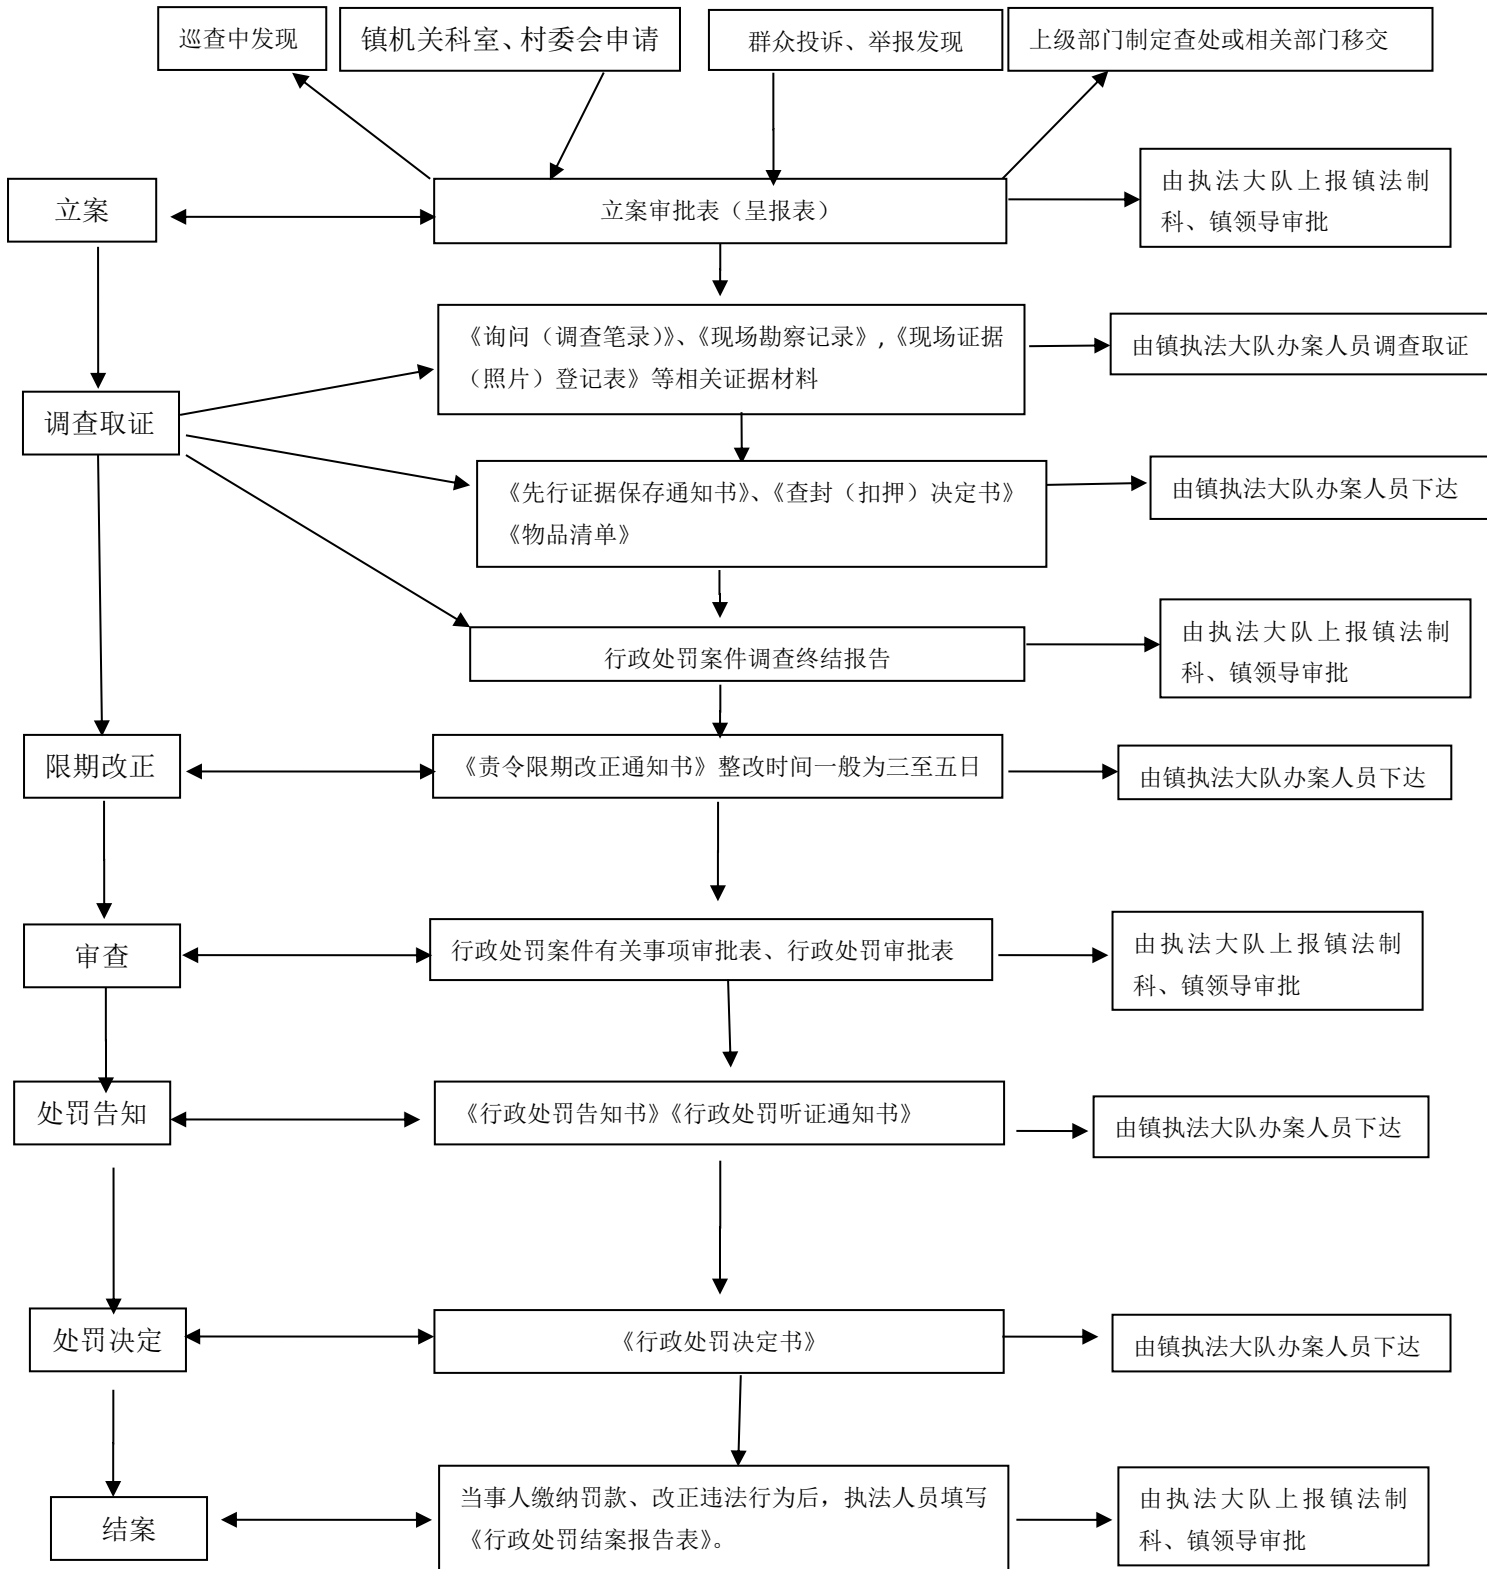 巡查中发现
镇机关科室、村委会申请
群众投诉、举报发现
上级部门制定查处或相关部门移交
立案
立案审批表（呈报表）
由执法大队上报镇法制
科、镇领导审批
《询问（调查笔录）》、《现场勘察记录》,《现场证据
（照片）登记表》等相关证据材料
由镇执法大队办案人员调查取证
调查取证
《先行证据保存通知书》、《查封（扣押）决定书》
《物品清单》
由镇执法大队办案人员下达
行政处罚案件调查终结报告
由执法大队上报镇法制
科、镇领导审批
限期改正
《责令限期改正通知书》整改时间一般为三至五日
由镇执法大队办案人员下达
审查
行政处罚案件有关事项审批表、行政处罚审批表
由执法大队上报镇法制
科、镇领导审批
处罚告知
《行政处罚告知书》《行政处罚听证通知书》
由镇执法大队办案人员下达
处罚决定
《行政处罚决定书》
由镇执法大队办案人员下达
结案
当事人缴纳罚款、改正违法行为后，执法人员填写
《行政处罚结案报告表》。
由执法大队上报镇法制
科、镇领导审批